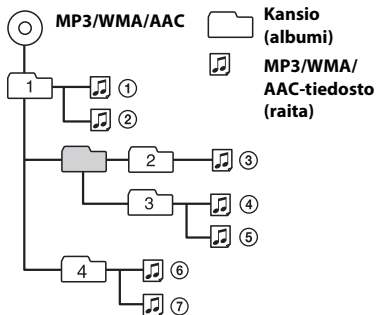 MP3/WMA/AAC
Kansio
(albumi)
MP3/WMA/
AAC-tiedosto
(raita)
1
①
②
2
③
3
④
⑤
4
⑥
⑦